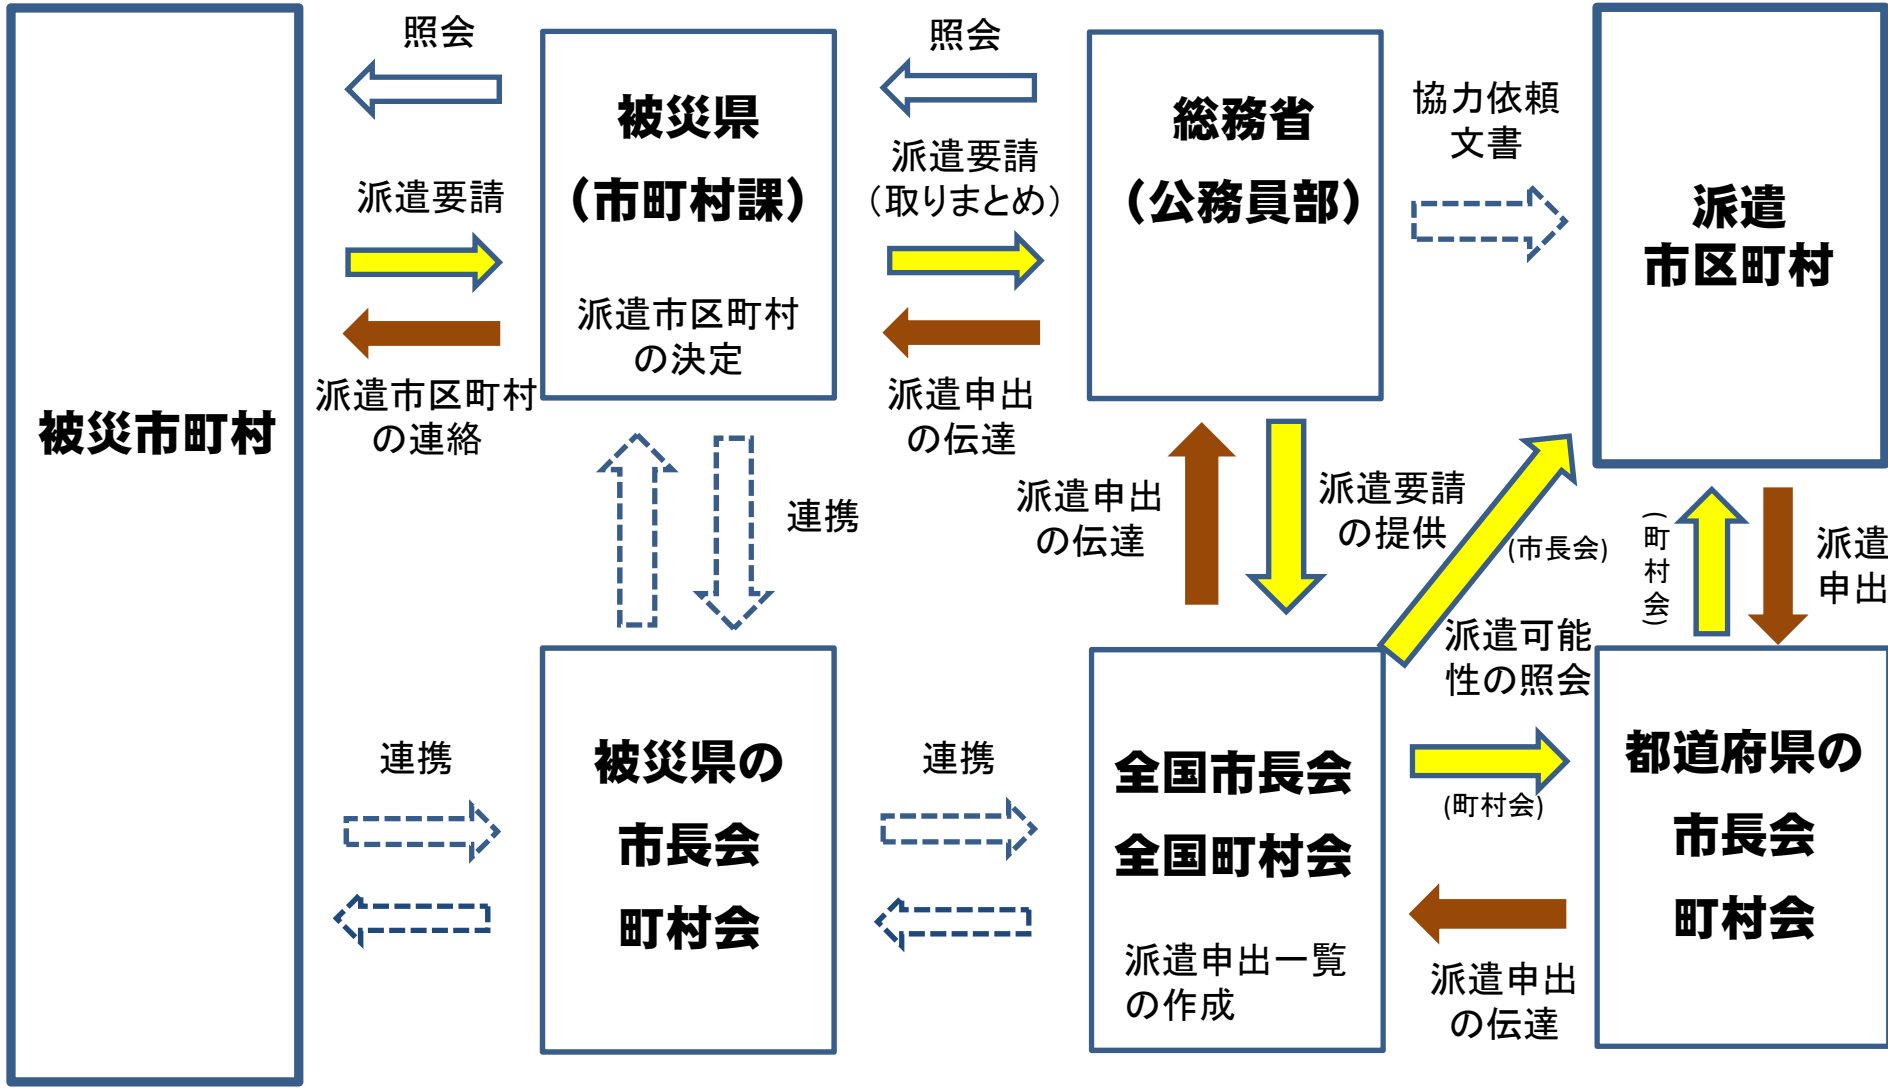 被災市町村
照会
派遣要請
派遣市区町村
の連絡
連携
被災県
(市町村課)
派遣市区町村
の決定
連携
被災県の
市長会
町村会
照会
派遣要請
(取りまとめ)
派遣申出
の伝達
連携
総務省
(公務員部)
派遣申出
の伝達
派遣要請
の提供
全国市長会
全国町村会
派遣申出一覧
の作成
協力依頼
文書
(市長会)
派遣可能
性の照会
(町村会)
派遣申出
の伝達
派遣
市区町村
(町村会)
派遣
申出
都道府県の
市長会
町村会